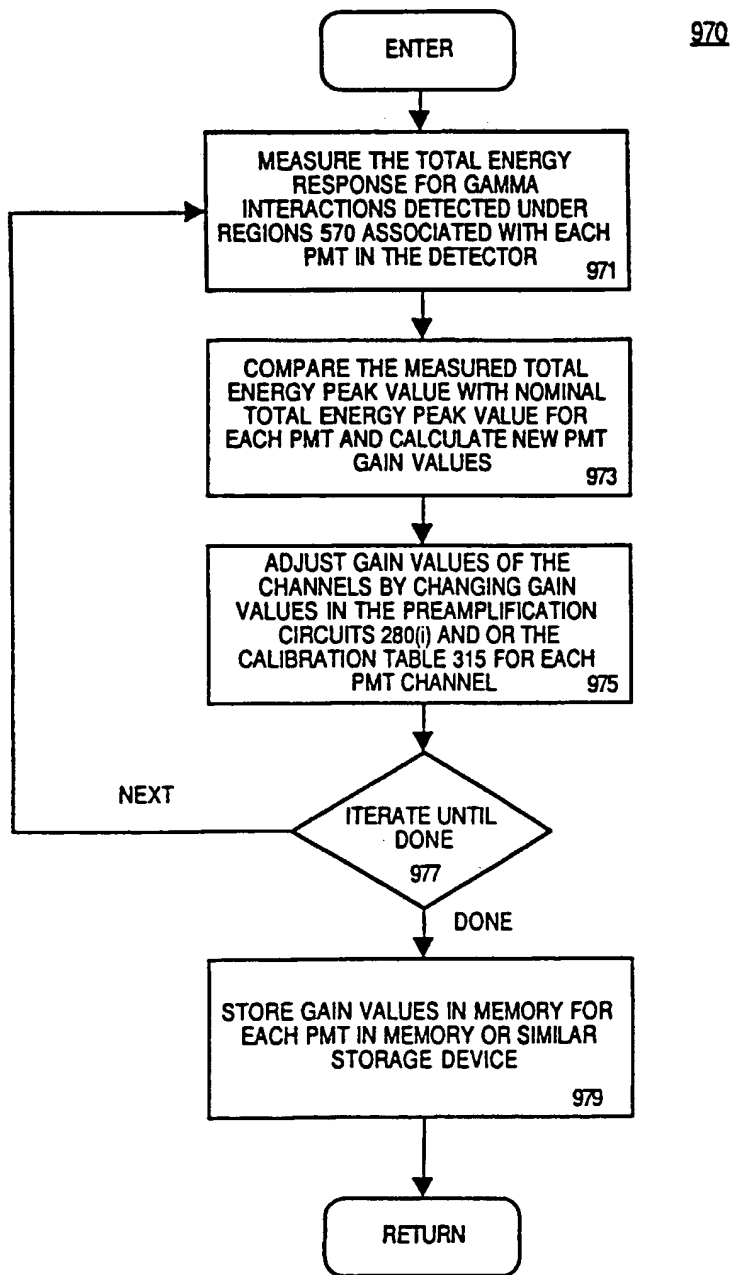 970
ENTER
MEASURE THE TOTAL ENERGY
RESPONSE FOR GAMMA
INTERACTIONS DETECTED UNDER
REGIONS 570 ASSOCIATED WITH EACH
PMT IN THE DETECTOR
971
COMPARE THE MEASURED TOTAL
ENERGY PEAK VALUE WITH NOMINAL
TOTAL ENERGY PEAK VALUE FOR
EACH PMT AND CALCULATE NEW PMT
GAIN VALUES
973
ADJUST GAIN VALUES OF THE
CHANNELS BY CHANGING GAIN
VALUES IN THE PREAMPLIFICATION
CIRCUITS 280(i) AND OR THE
CALIBRATION TABLE 315 FOR EACH
PMT CHANNEL
975
NEXT
ITERATE UNTIL
DONE
977
DONE
STORE GAIN VALUES IN MEMORY FOR
EACH PMT IN MEMORY OR SIMILAR
STORAGE DEVICE
979
RETURN